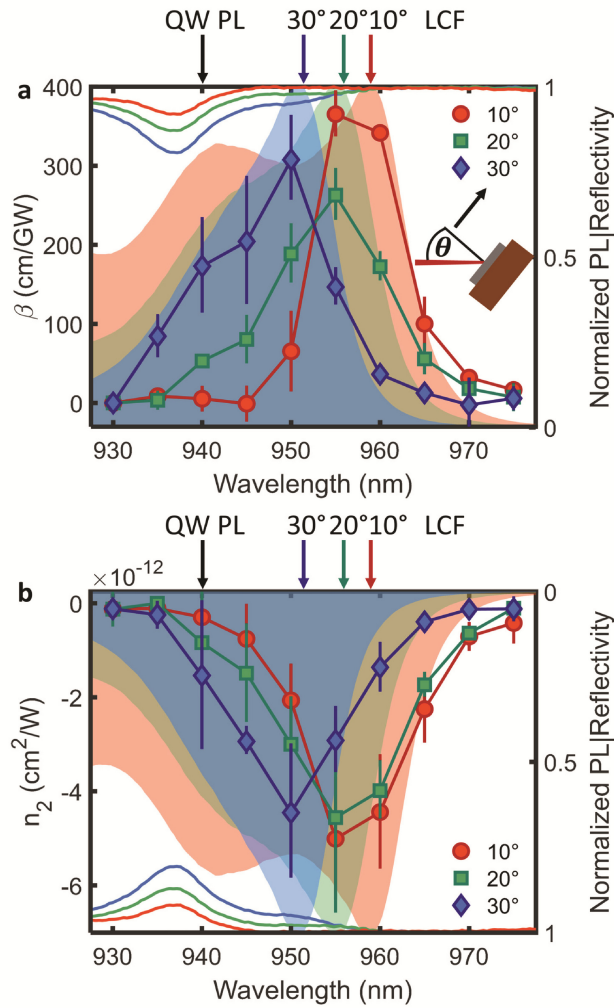 QW PL 30° 20° 10° LCF
a
400
300
200
100
0
β (cm/GW)
1
0.5
0
Normalized PL|Reflectivity
10°
20°
30°
θ
930 940 950 960 970
Wavelength (nm)
QW PL 30° 20° 10° LCF
b
×10⁻¹²
0
-2
-4
-6
n₂ (cm²/W)
0
0.5
1
Normalized PL|Reflectivity
10°
20°
30°
930 940 950 960 970
Wavelength (nm)